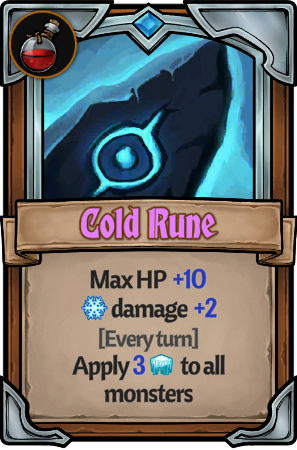 Cold Rune
Max HP +10
damage +2
[Every turn]
Apply 3 to all
monsters